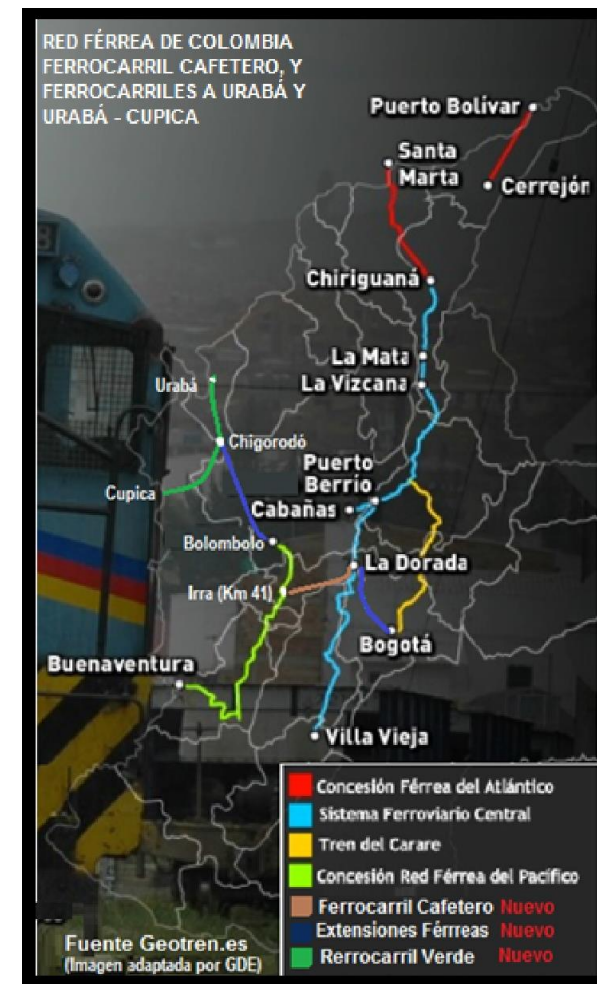 RED FÉRREA DE COLOMBIA
FERROCARRIL CAFETERO, Y
FERROCARRILES A URABÁ Y
URABÁ - CUPICA
Puerto Bolívar
Santa
Marta
Cerrejón
Chiriguaná
La Mata
La Vizcana
Urabá
Chigorodó
Puerto
Berrío
Cupica
Cabañas
Bolombolo
La Dorada
Irra (Km 41)
Bogotá
Buenaventura
Villa Vieja
Concesión Férrea del Atlántico
Sistema Ferroviario Central
Tren del Carare
Concesión Red Férrea del Pacífico
Ferrocarril Cafetero Nuevo
Extensiones Férrreas Nuevo
Rerrocarril Verde Nuevo
Fuente Geotren.es
(Imagen adaptada por GDE)